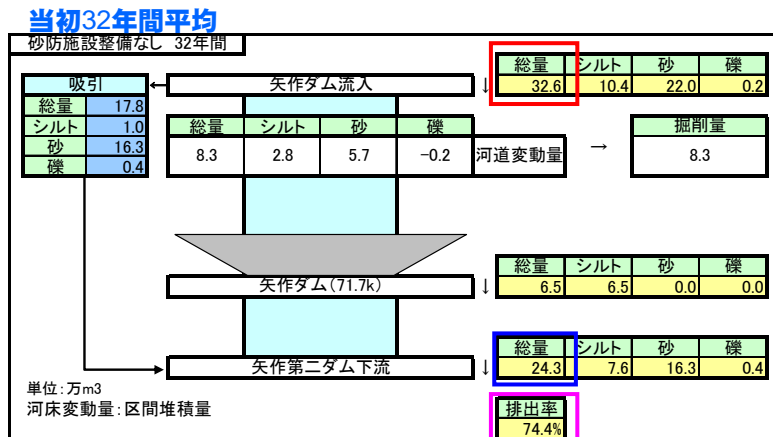 当初32年間平均
砂防施設整備なし 32年間
総量 シルト 砂 礫
32.6 10.4 22.0 0.2
吸引 ← 矢作ダム流入 ↓
総量 17.8
シルト 1.0
砂 16.3
礫 0.4
総量 シルト 砂 礫
8.3 2.8 5.7 -0.2 河道変動量 →
掘削量
8.3
総量 シルト 砂 礫
矢作ダム(71.7k) ↓ 6.5 6.5 0.0 0.0
総量 シルト 砂 礫
矢作第二ダム下流 ↓ 24.3 7.6 16.3 0.4
単位:万m3
河床変動量:区間堆積量
排出率
74.4%